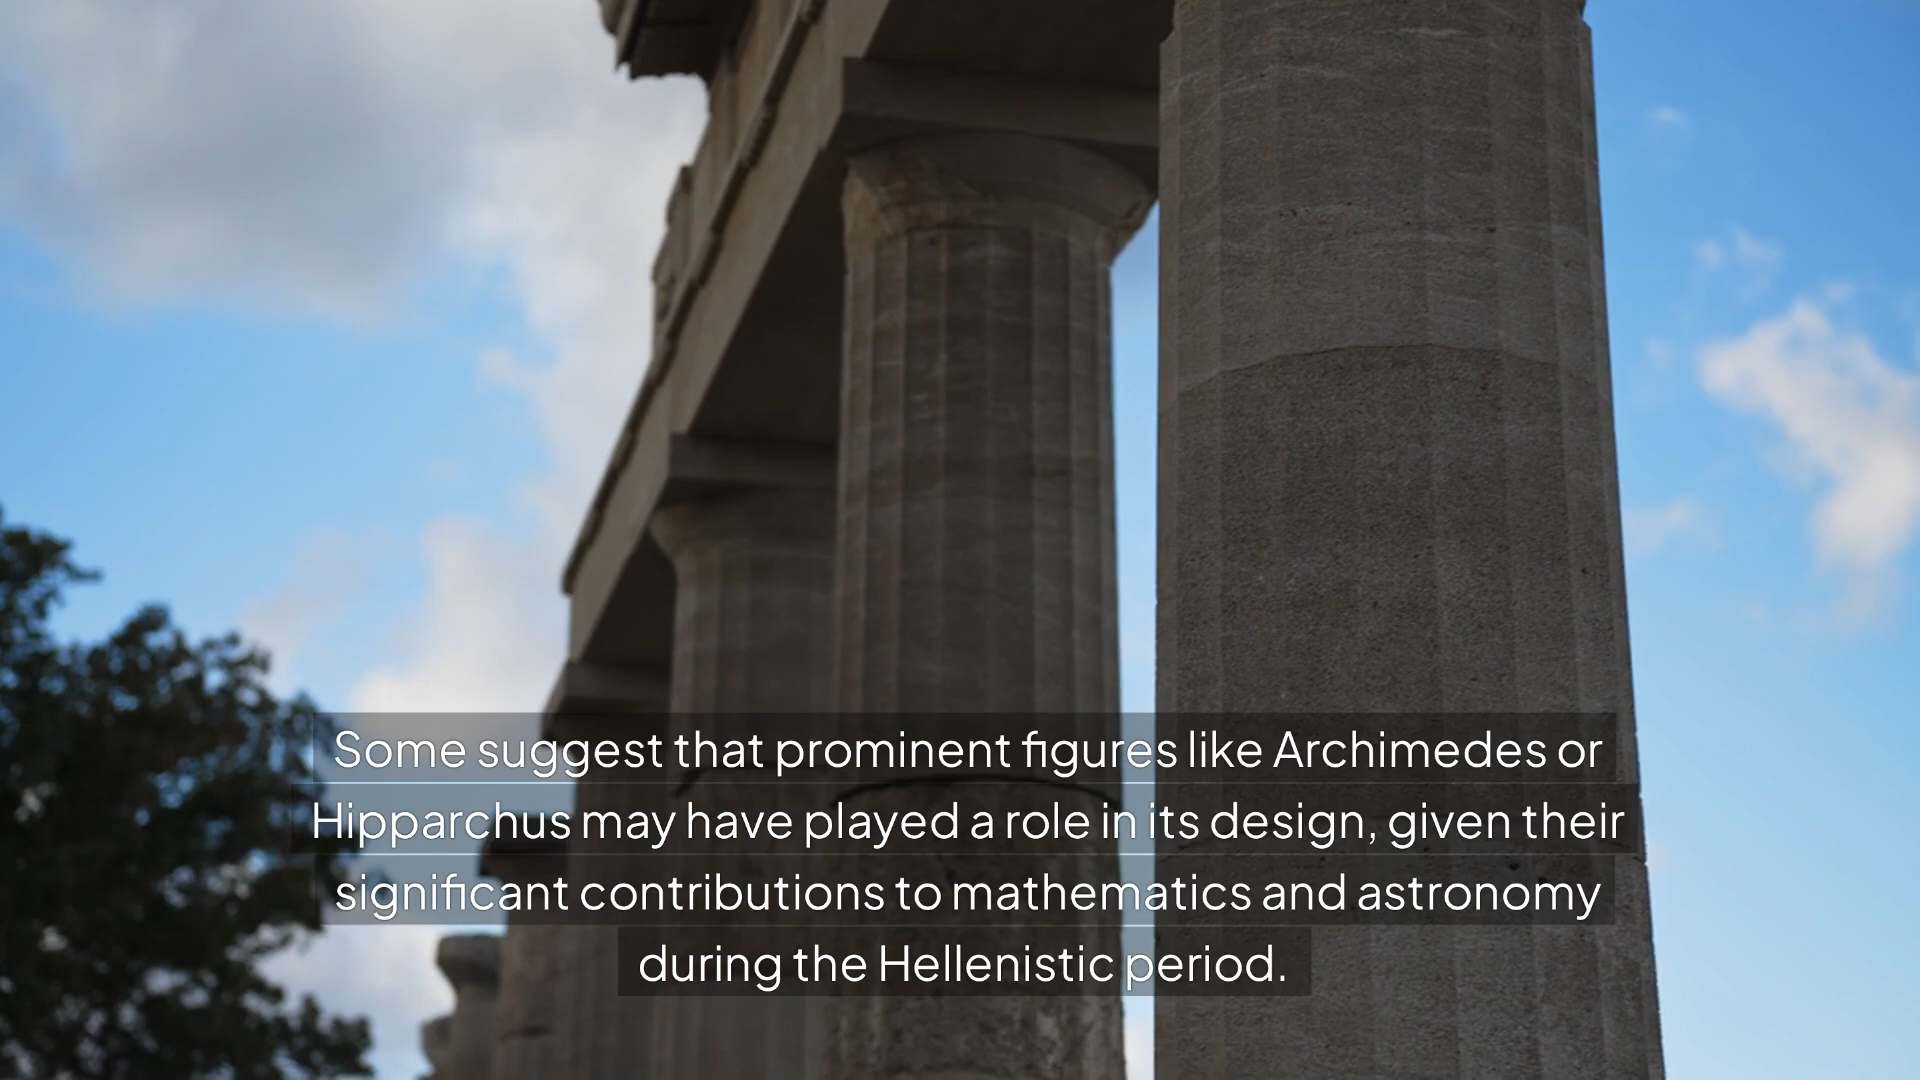 Some suggest that prominent figures like Archimedes or
Hipparchus may have played a role in its design, given their
significant contributions to mathematics and astronomy
during the Hellenistic period.